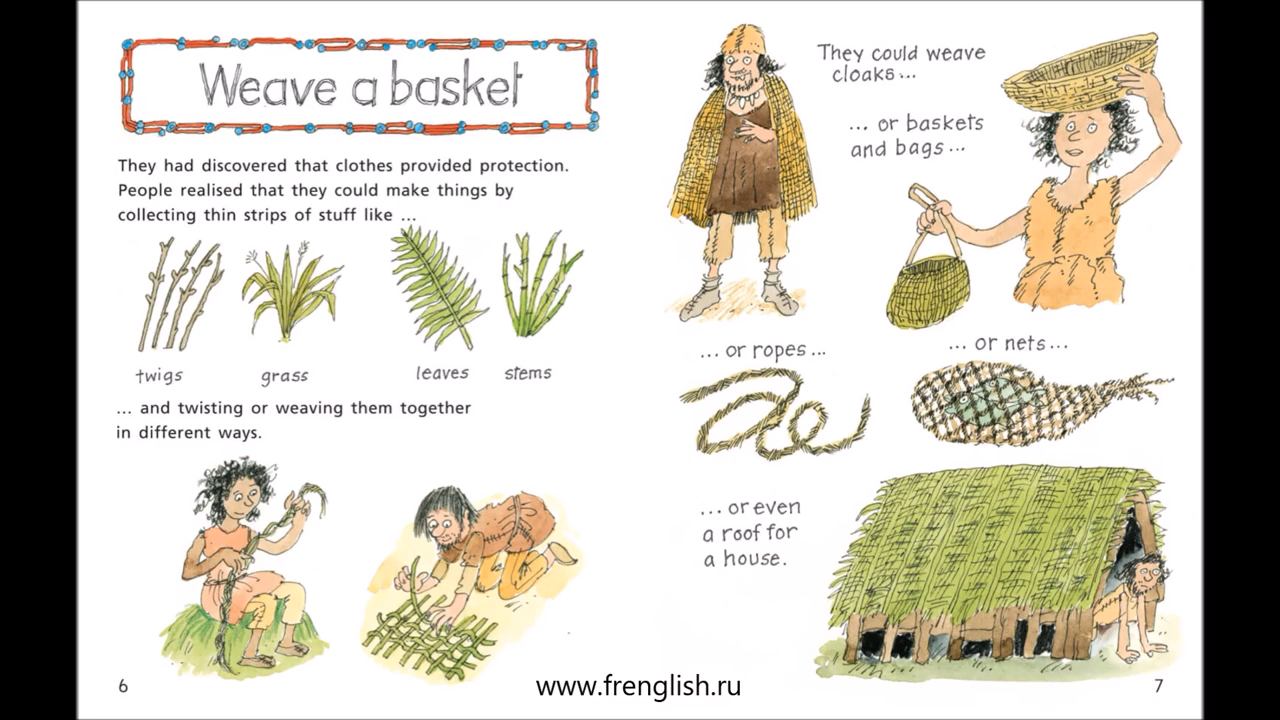 Weave a basket
They had discovered that clothes provided protection.
People realised that they could make things by
collecting thin strips of stuff like ...
twigs
grass
leaves
stems
... and twisting or weaving them together
in different ways.
6
They could weave
cloaks...
... or baskets
and bags...
... or ropes...
... or nets...
... or even
a roof for
a house.
7
www.frenglish.ru